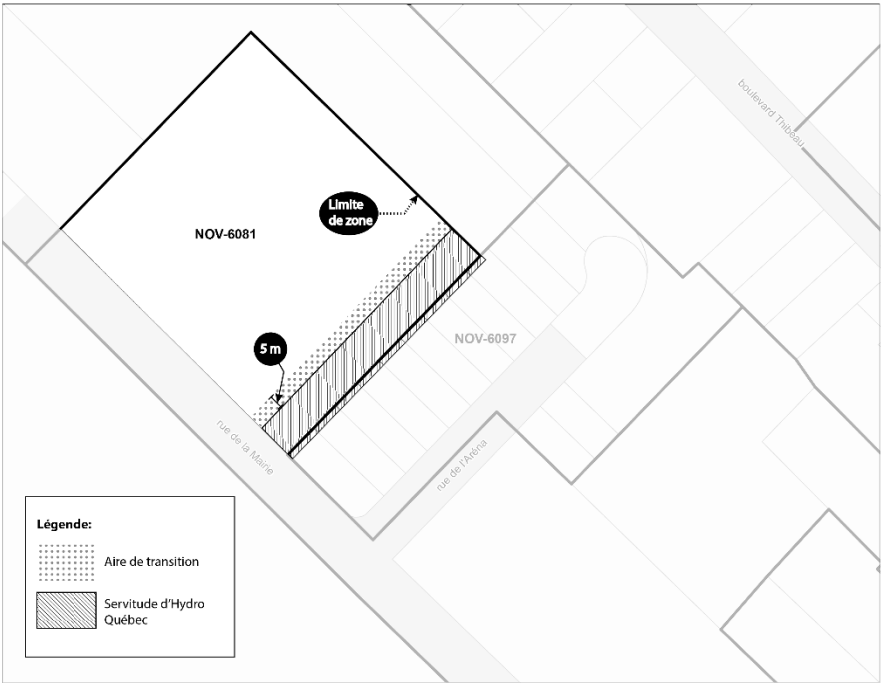 boulevard Thibeau
Limite
de zone
NOV-6081
NOV-6097
5 m
rue de la Mairie
rue de l'Aréna
Légende:
Aire de transition
Servitude d'Hydro
Québec